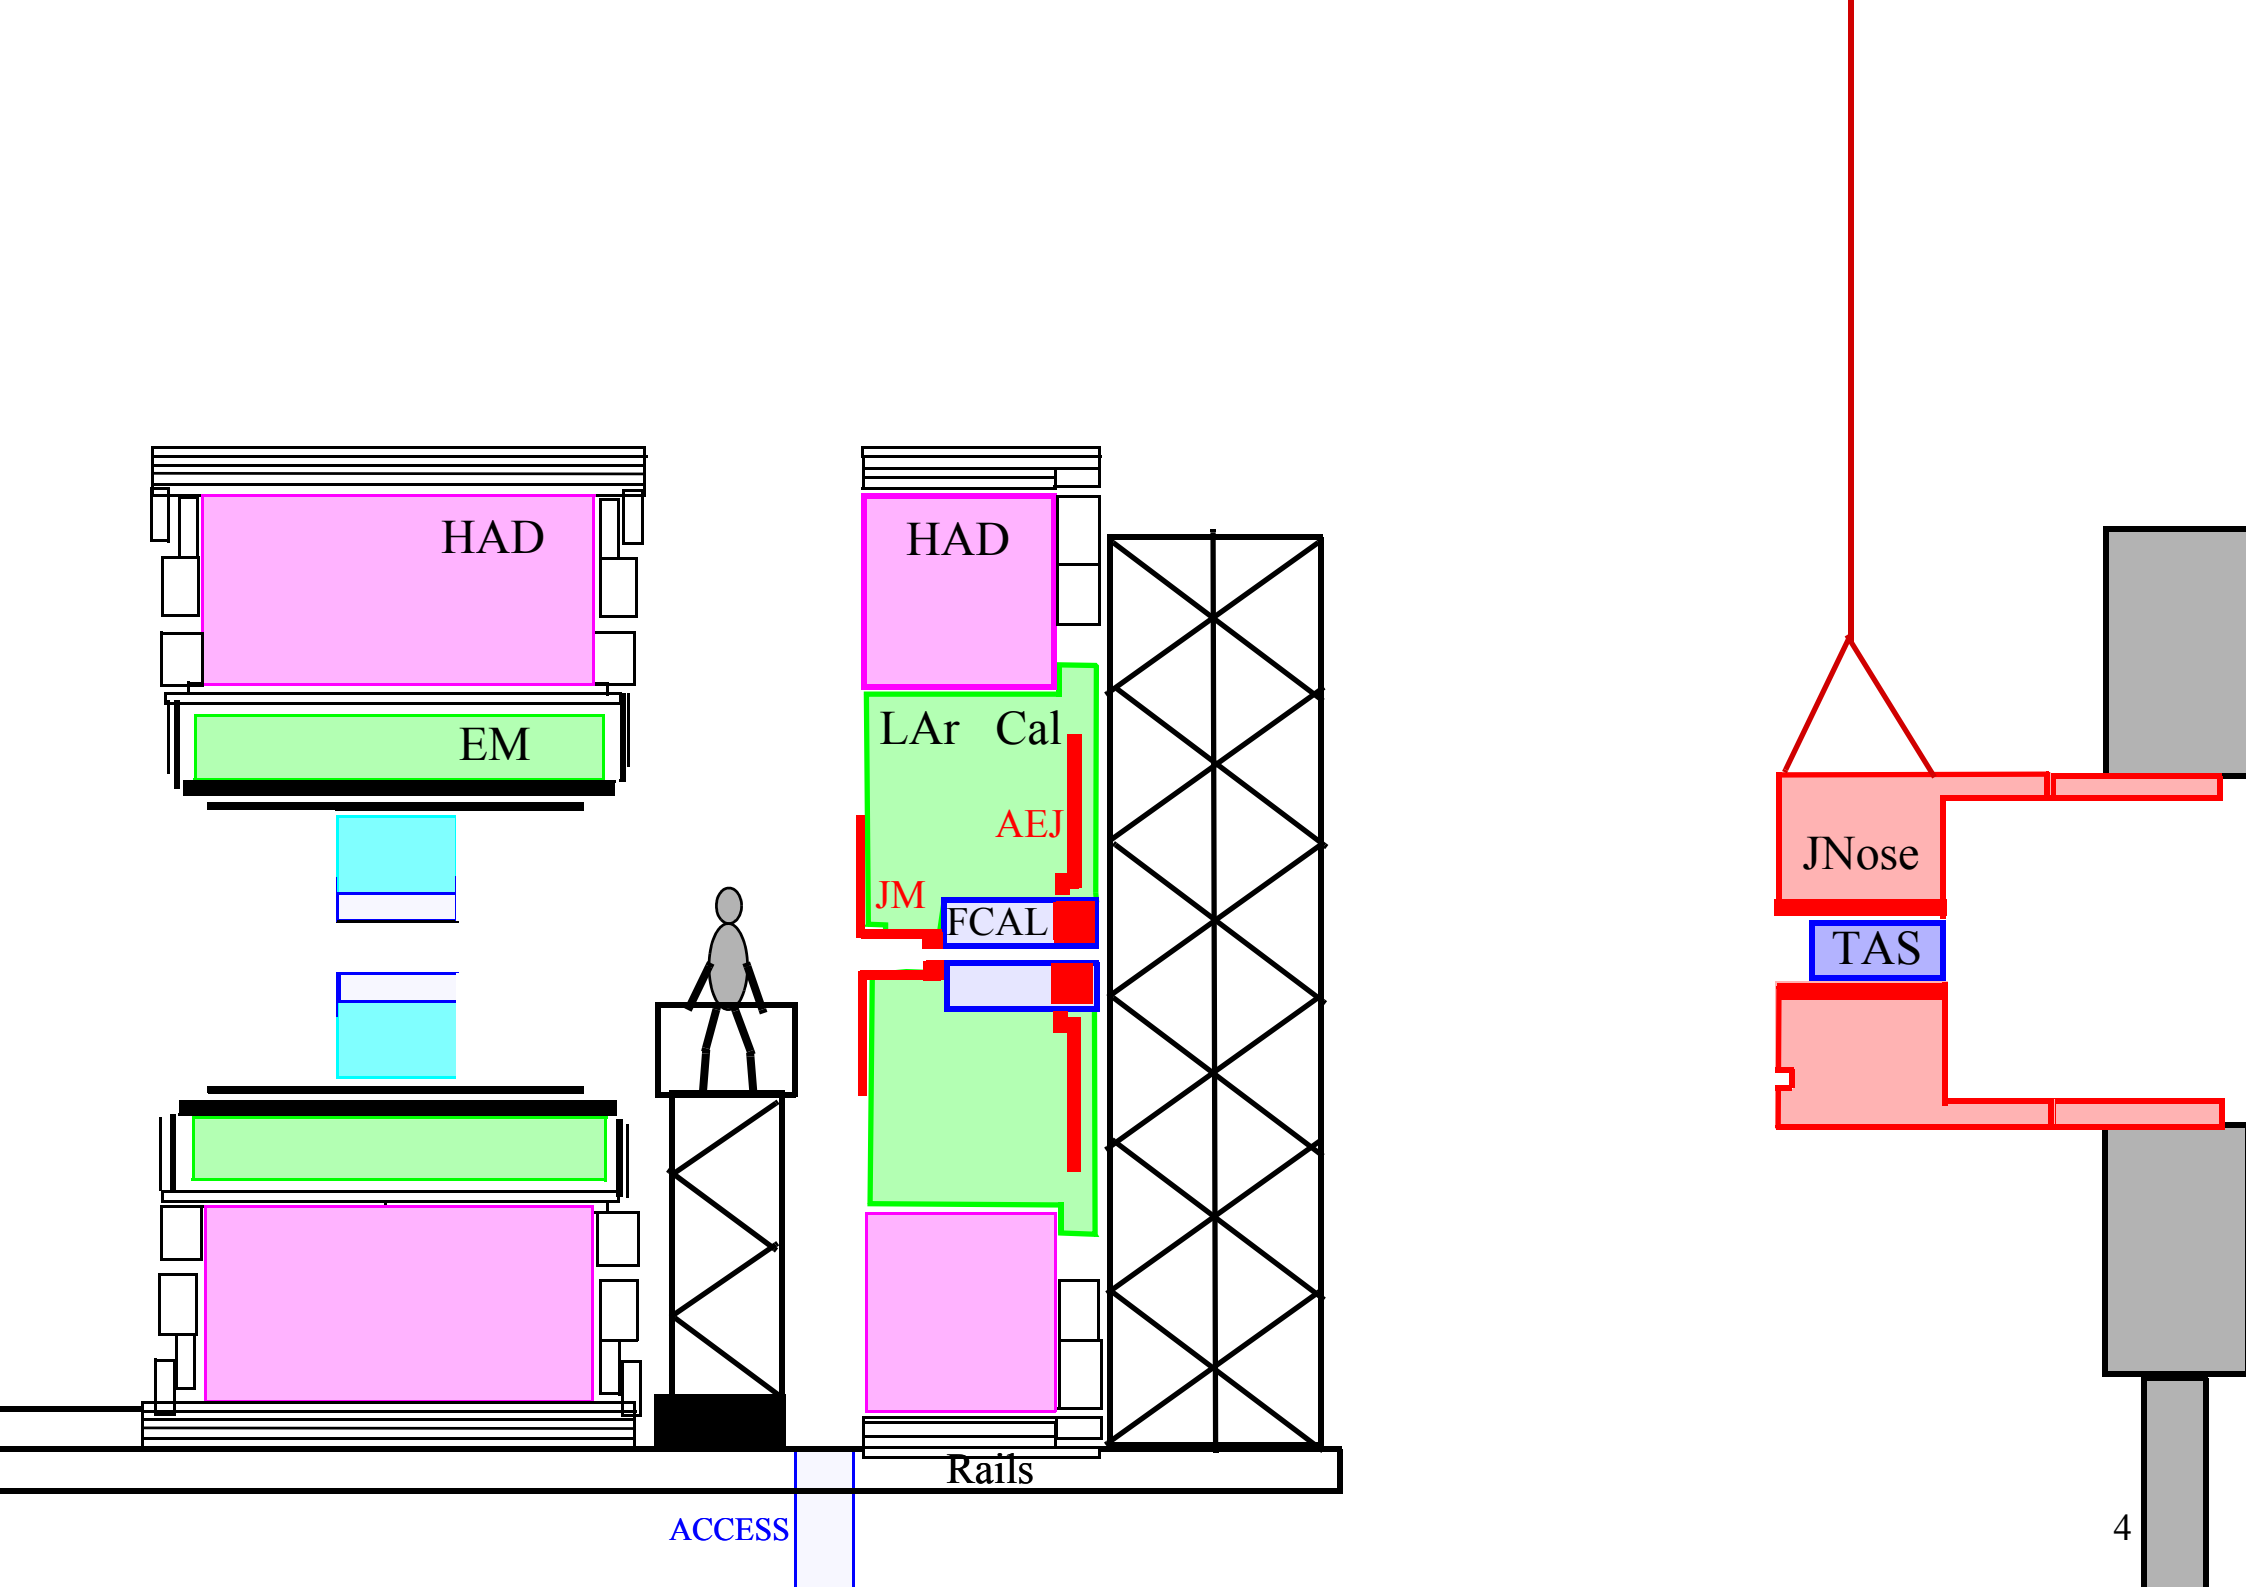 HAD
HAD
EM
LAr Cal
AEJ
JM
FCAL
JNose
TAS
Rails
ACCESS
4